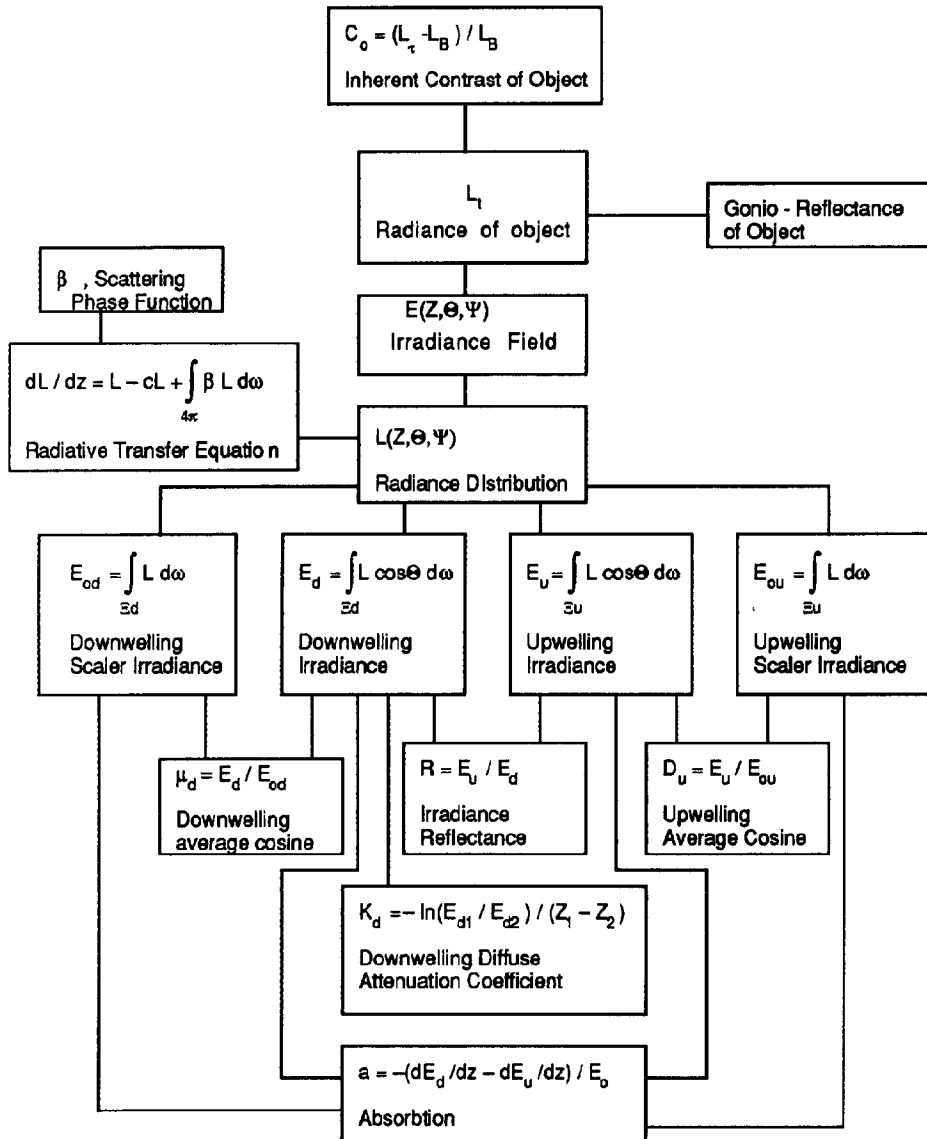 C_o = (L_τ - L_B) / L_B
Inherent Contrast of Object
L_t
Radiance of object
Gonio - Reflectance
of Object
β , Scattering
Phase Function
E(Z,Θ,Ψ)
Irradiance Field
dL / dz = L – cL + ∫ β L dω
4π
Radiative Transfer Equation
L(Z,Θ,Ψ)
Radiance Distribution
E_od = ∫ L dω
Ξd
Downwelling
Scaler Irradiance
E_d = ∫ L cosΘ dω
Ξd
Downwelling
Irradiance
E_u = ∫ L cosΘ dω
Ξu
Upwelling
Irradiance
E_ou = ∫ L dω
Ξu
Upwelling
Scaler Irradiance
μ_d = E_d / E_od
Downwelling
average cosine
R = E_u / E_d
Irradiance
Reflectance
D_u = E_u / E_ou
Upwelling
Average Cosine
K_d = – ln(E_d1 / E_d2) / (Z_1 – Z_2)
Downwelling Diffuse
Attenuation Coefficient
a = –(dE_d /dz – dE_u /dz) / E_o
Absorbtion